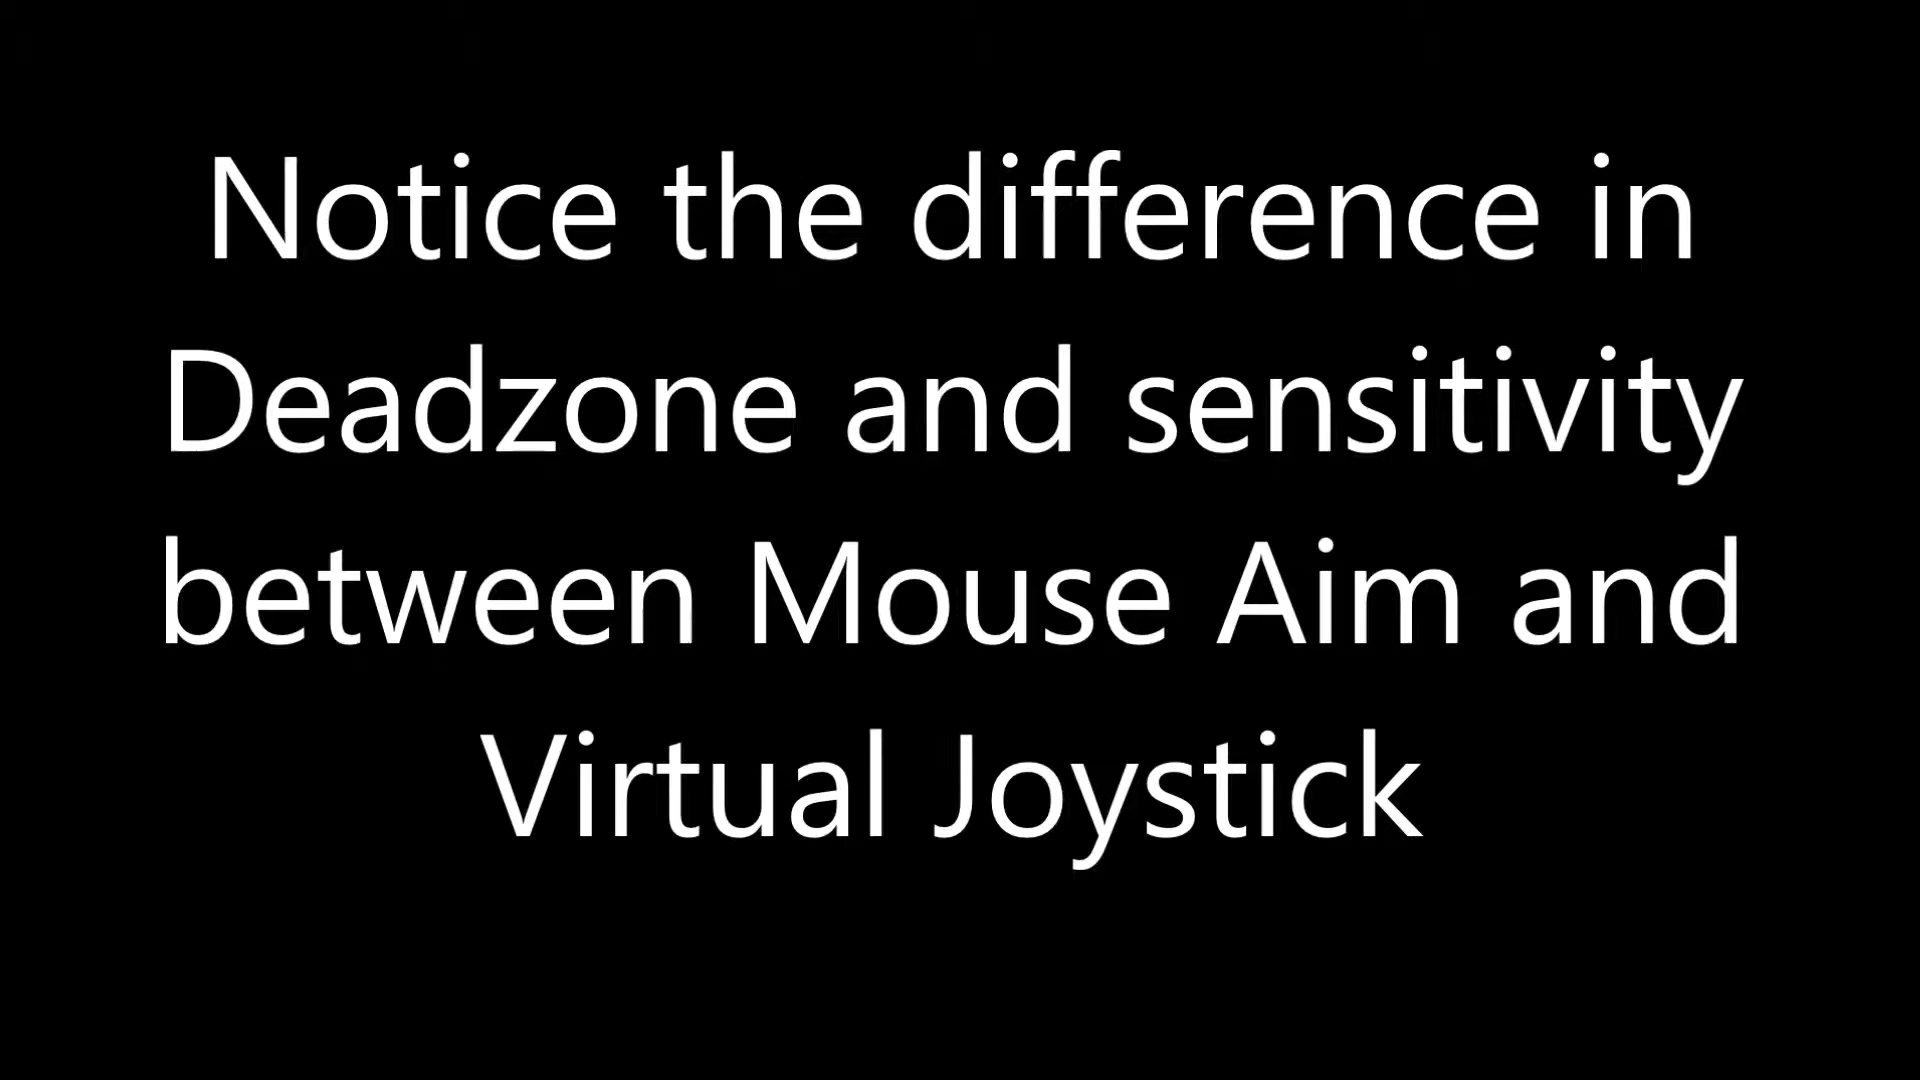 Notice the difference in
Deadzone and sensitivity
between Mouse Aim and
Virtual Joystick